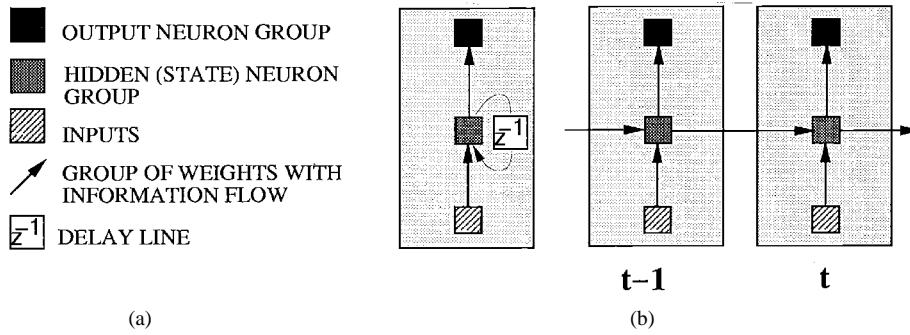 OUTPUT NEURON GROUP
HIDDEN (STATE) NEURON
GROUP
INPUTS
GROUP OF WEIGHTS WITH
INFORMATION FLOW
z⁻¹ DELAY LINE
z⁻¹
t−1 t
(a) (b)